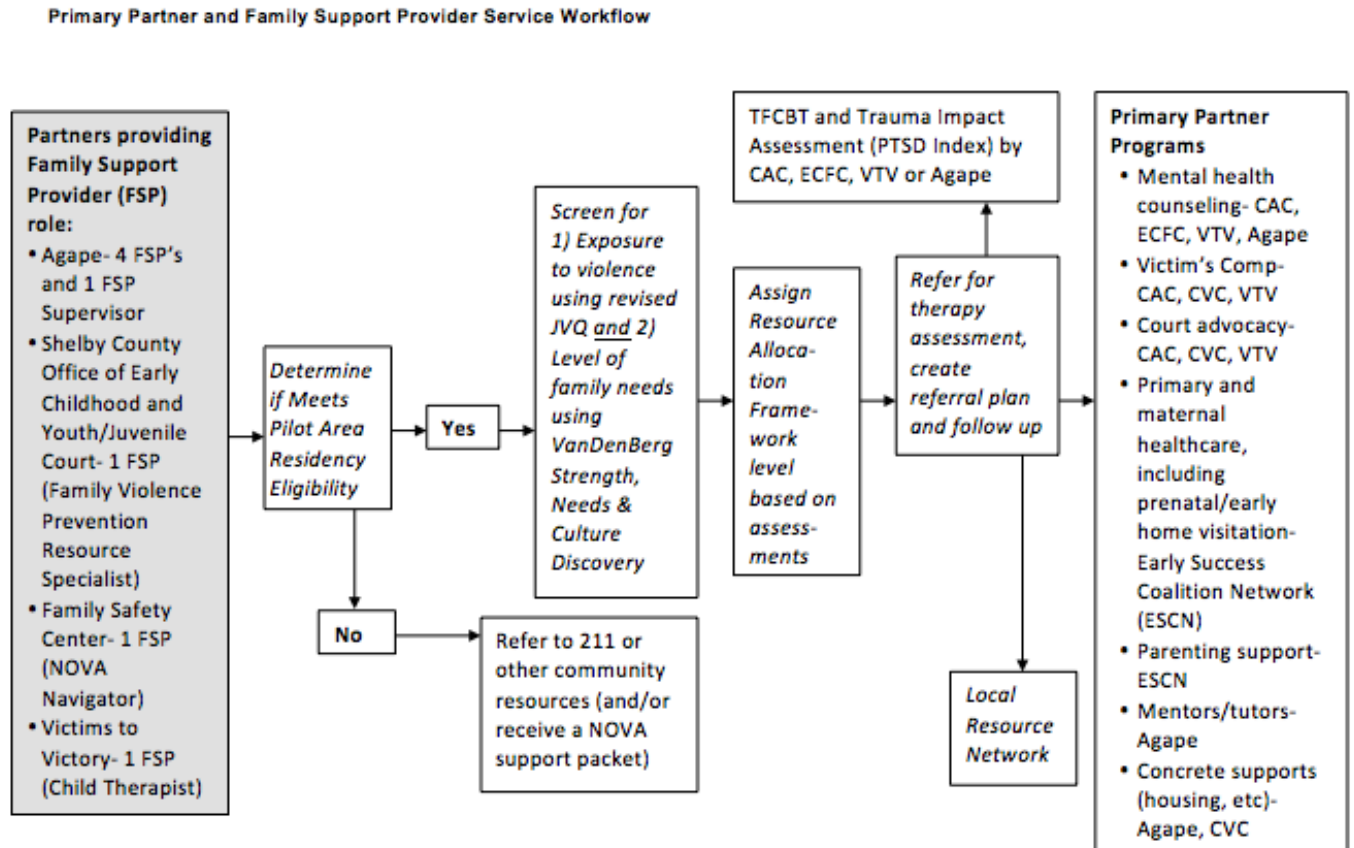 Primary Partner and Family Support Provider Service Workflow
Partners providing
Family Support
Provider (FSP)
role:
• Agape- 4 FSP's
and 1 FSP
Supervisor
• Shelby County
Office of Early
Childhood and
Youth/Juvenile
Court- 1 FSP
(Family Violence
Prevention
Resource
Specialist)
• Family Safety
Center- 1 FSP
(NOVA
Navigator)
• Victims to
Victory- 1 FSP
(Child Therapist)
Determine
if Meets
Pilot Area
Residency
Eligibility
Yes
No
Refer to 211 or
other community
resources (and/or
receive a NOVA
support packet)
Screen for
1) Exposure
to violence
using revised
JVQ and 2)
Level of
family needs
using
VanDenBerg
Strength,
Needs &
Culture
Discovery
Assign
Resource
Alloca-
tion
Frame-
work
level
based on
assess-
ments
TFCBT and Trauma Impact
Assessment (PTSD Index) by
CAC, ECFC, VTV or Agape
Refer for
therapy
assessment,
create
referral plan
and follow up
Local
Resource
Network
Primary Partner
Programs
• Mental health
counseling- CAC,
ECFC, VTV, Agape
• Victim's Comp-
CAC, CVC, VTV
• Court advocacy-
CAC, CVC, VTV
• Primary and
maternal
healthcare,
including
prenatal/early
home visitation-
Early Success
Coalition Network
(ESCN)
• Parenting support-
ESCN
• Mentors/tutors-
Agape
• Concrete supports
(housing, etc)-
Agape, CVC